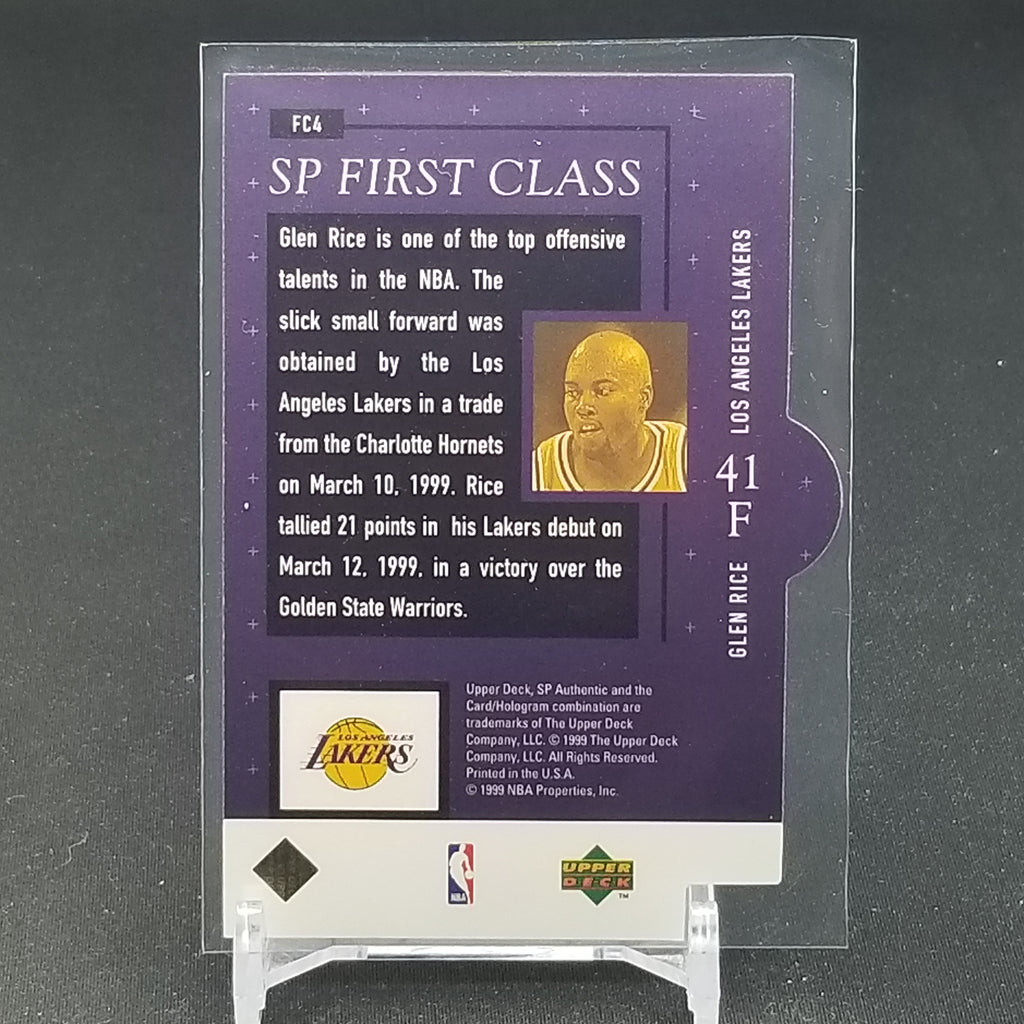 FC4
SP FIRST CLASS
Glen Rice is one of the top offensive
talents in the NBA. The
slick small forward was
obtained by the Los
Angeles Lakers in a trade
from the Charlotte Hornets
on March 10, 1999. Rice
tallied 21 points in his Lakers debut on
March 12, 1999, in a victory over the
Golden State Warriors.
LOS ANGELES LAKERS
41
F
GLEN RICE
LOS ANGELES
LAKERS
Upper Deck, SP Authentic and the
Card/Hologram combination are
trademarks of The Upper Deck
Company, LLC. © 1999 The Upper Deck
Company, LLC. All Rights Reserved.
Printed in the U.S.A.
© 1999 NBA Properties, Inc.
NBA
UPPER
DECK
TM